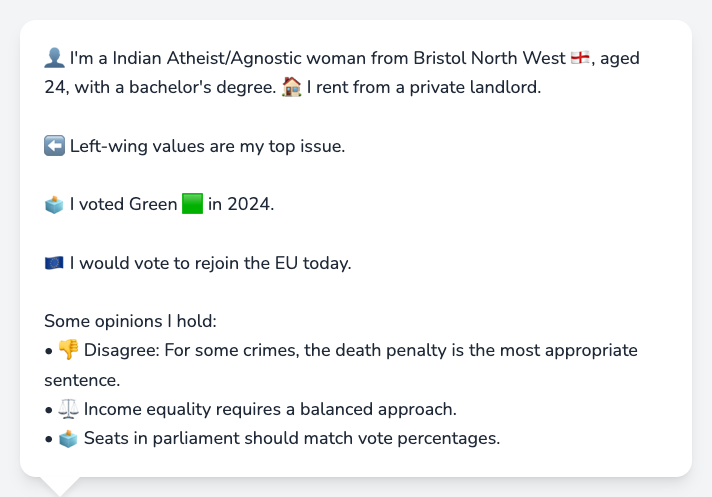 👤 I'm a Indian Atheist/Agnostic woman from Bristol North West 🏴󠁧󠁢󠁥󠁮󠁧󠁿, aged
24, with a bachelor's degree. 🏠 I rent from a private landlord.
⬅️ Left-wing values are my top issue.
🗳️ I voted Green 🟩 in 2024.
🇪🇺 I would vote to rejoin the EU today.
Some opinions I hold:
• 👎 Disagree: For some crimes, the death penalty is the most appropriate
sentence.
• ⚖️ Income equality requires a balanced approach.
• 🗳️ Seats in parliament should match vote percentages.